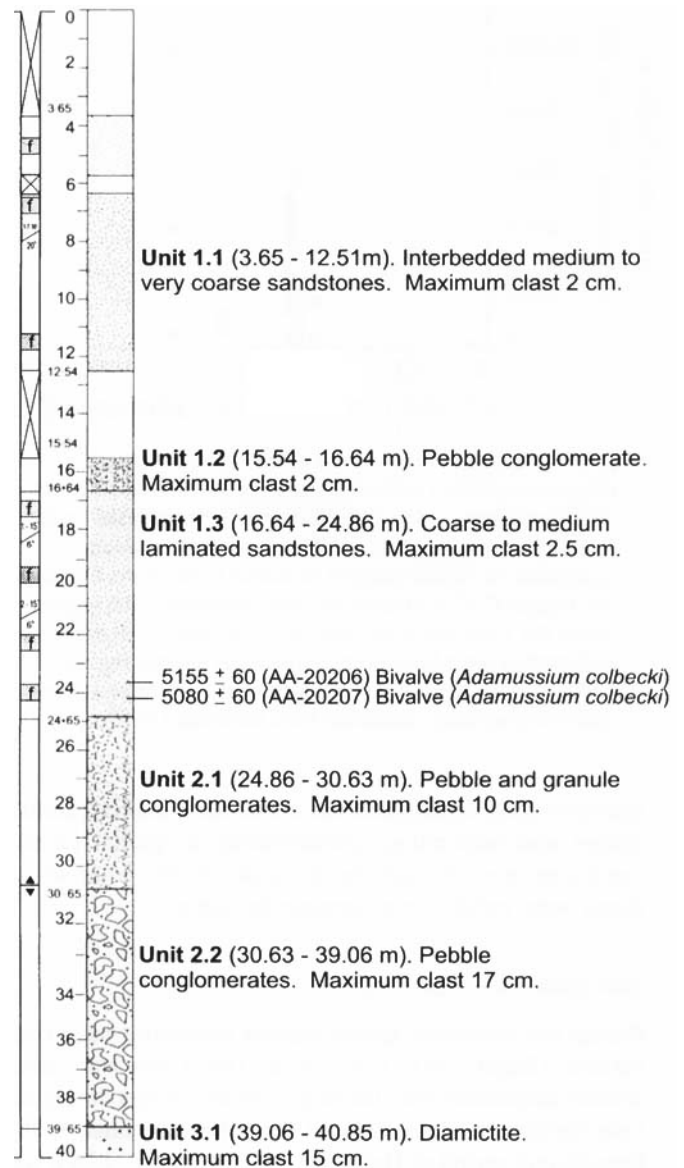 0
2
3 65
4
f
6
f
8
20°
Unit 1.1 (3.65 - 12.51m). Interbedded medium to
very coarse sandstones. Maximum clast 2 cm.
10
f
12
12 54
14
15 54
Unit 1.2 (15.54 - 16.64 m). Pebble conglomerate.
Maximum clast 2 cm.
16
16•64
f
18
6°
Unit 1.3 (16.64 - 24.86 m). Coarse to medium
laminated sandstones. Maximum clast 2.5 cm.
f
20
6°
22
f
5155 ± 60 (AA-20206) Bivalve (Adamussium colbecki)
f
24
5080 ± 60 (AA-20207) Bivalve (Adamussium colbecki)
24•65
26
Unit 2.1 (24.86 - 30.63 m). Pebble and granule
conglomerates. Maximum clast 10 cm.
28
30
30 65
32
Unit 2.2 (30.63 - 39.06 m). Pebble
conglomerates. Maximum clast 17 cm.
34
36
38
39 65
Unit 3.1 (39.06 - 40.85 m). Diamictite.
Maximum clast 15 cm.
40